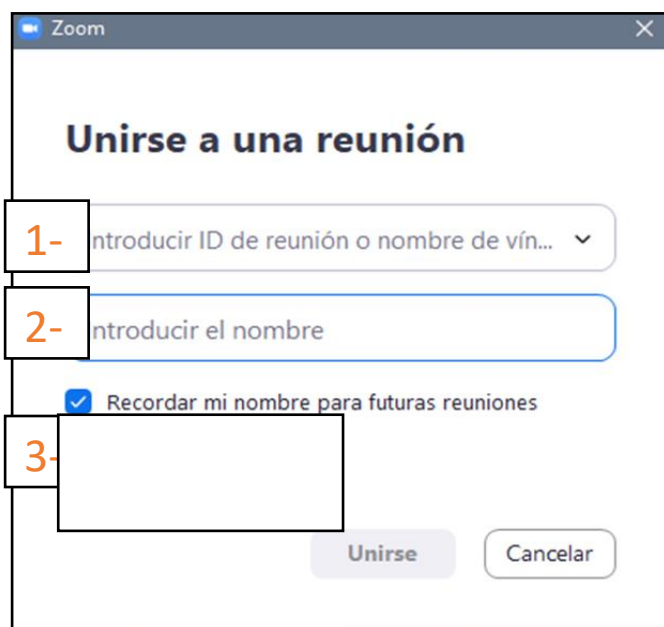 Zoom
Unirse a una reunión
1- ntroducir ID de reunión o nombre de vín...
2- ntroducir el nombre
Recordar mi nombre para futuras reuniones
3-
Unirse Cancelar